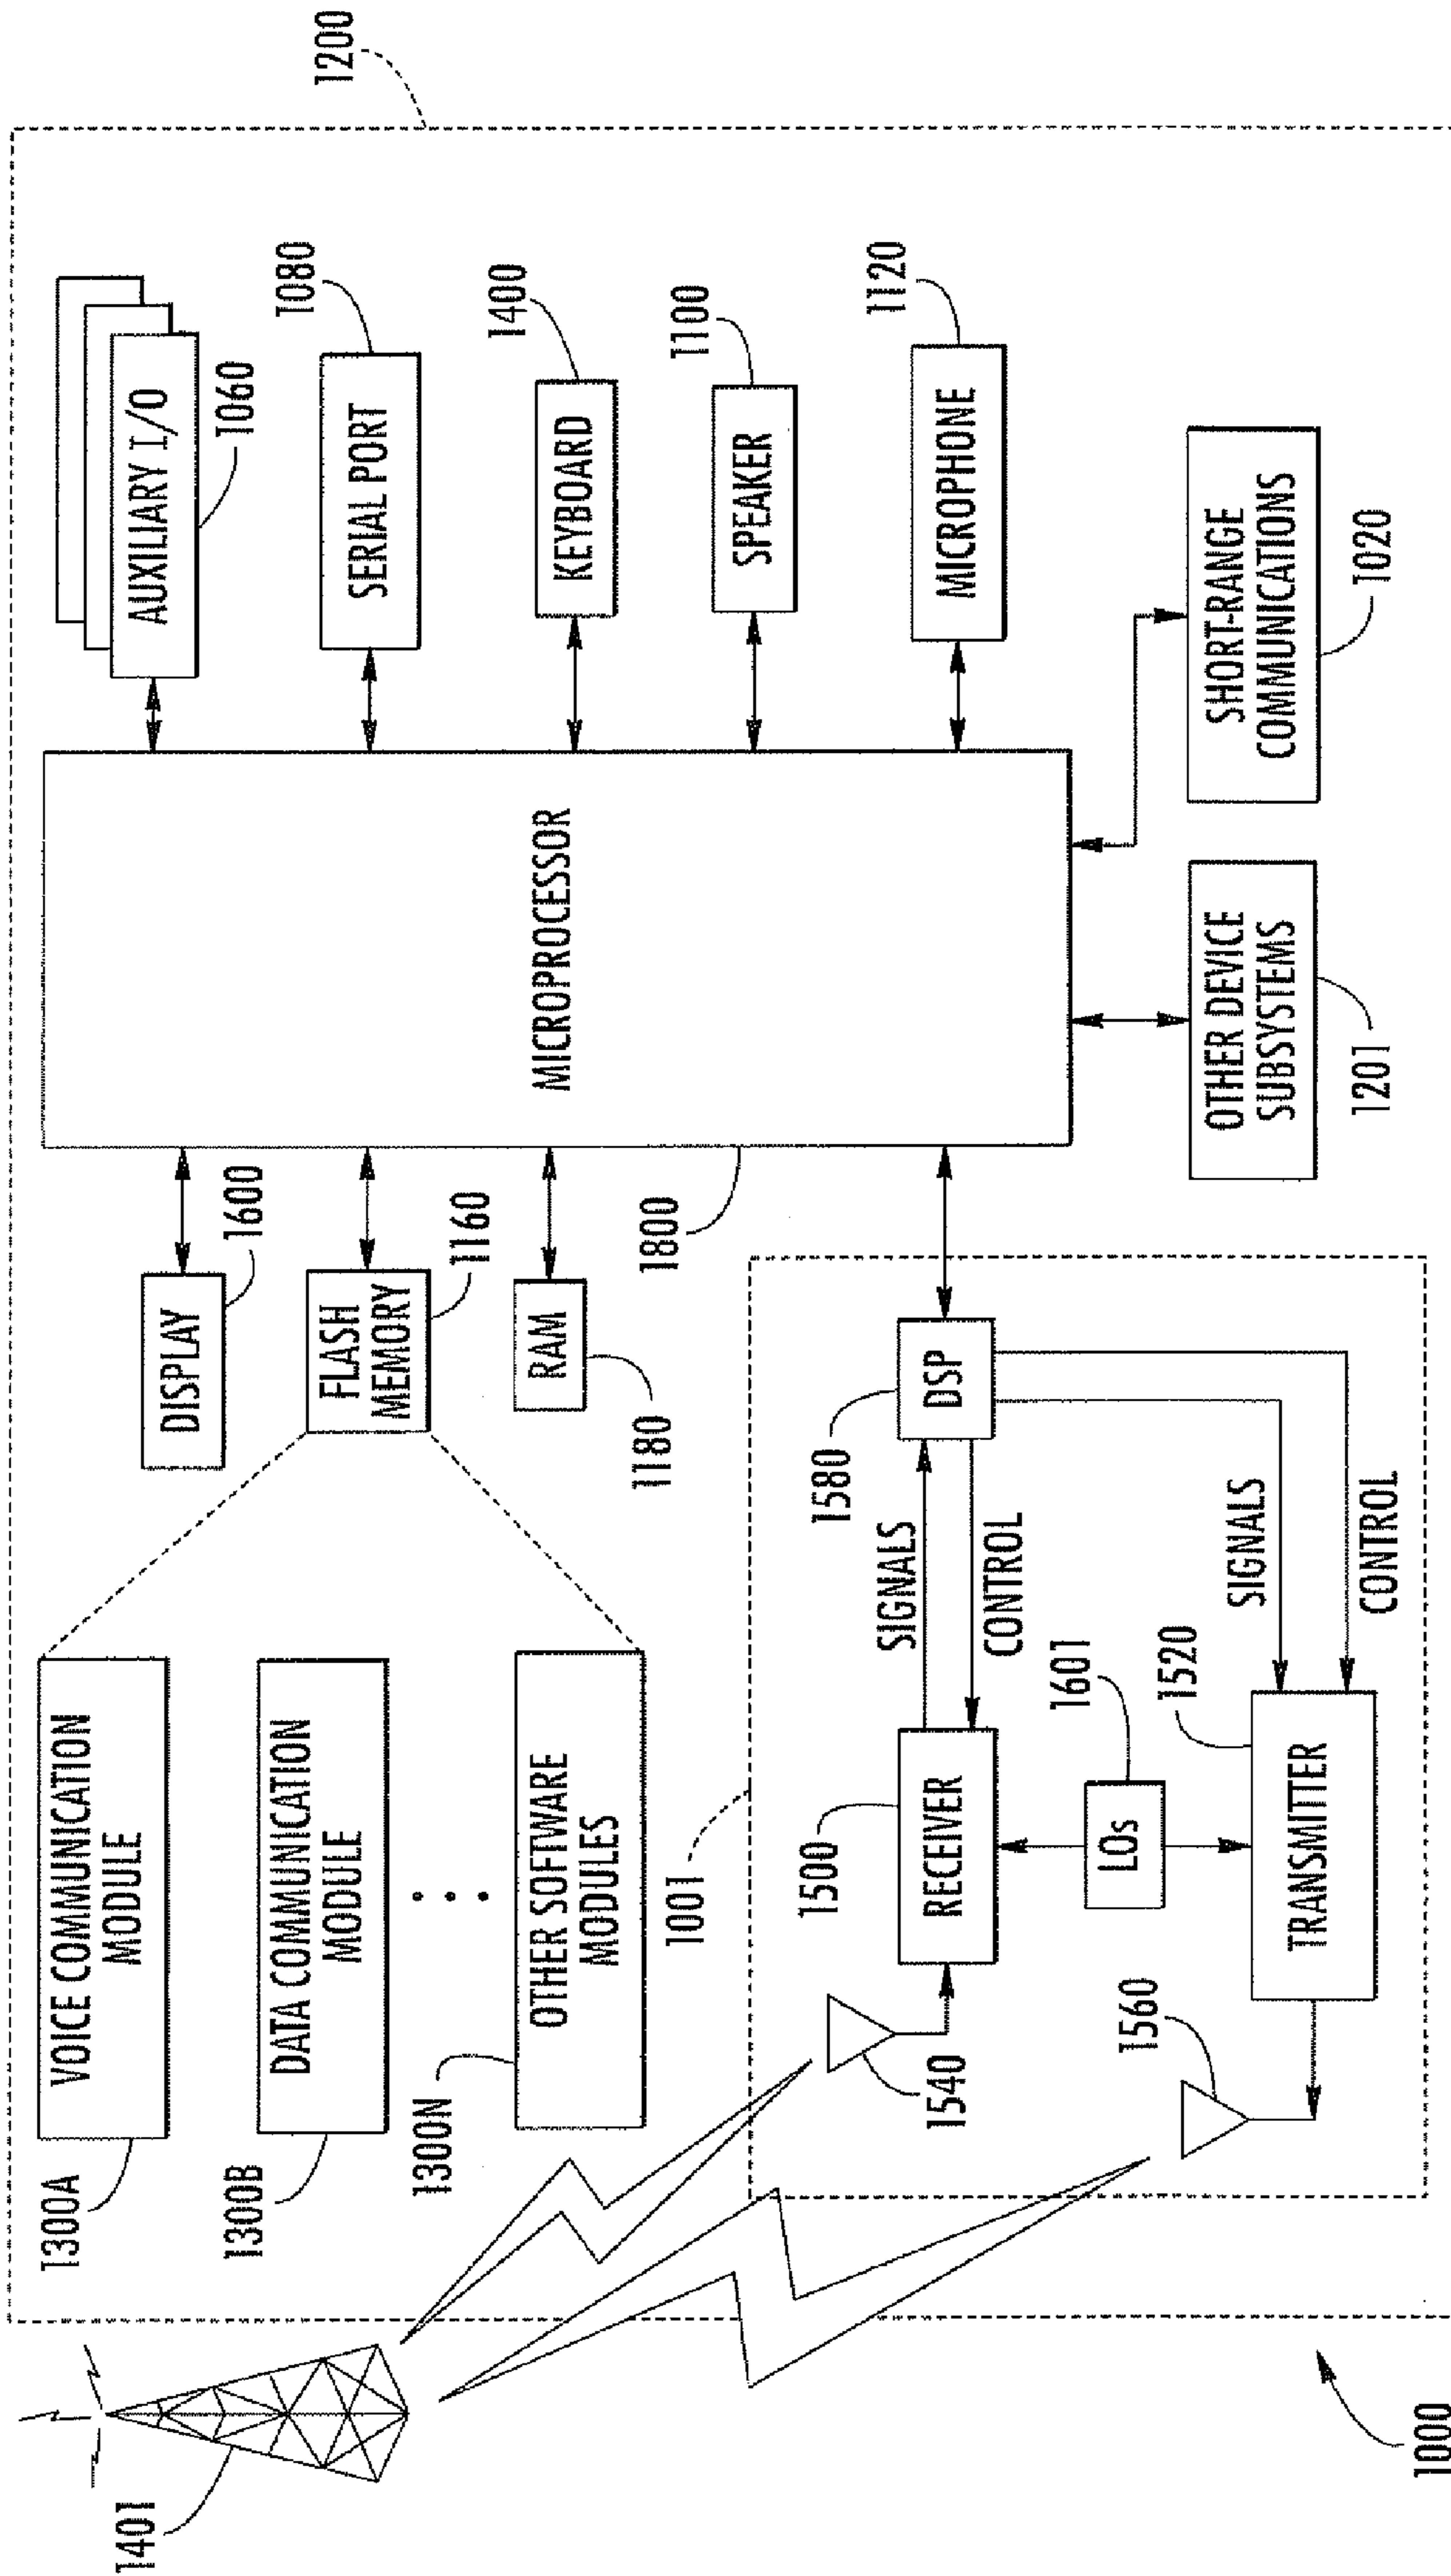 1401
1300A
VOICE COMMUNICATION
MODULE
1300B
DATA COMMUNICATION
MODULE
1300N
OTHER SOFTWARE
MODULES
DISPLAY
1600
FLASH
MEMORY
1160
RAM
1180
MICROPROCESSOR
1800
AUXILIARY I/O
1060
SERIAL PORT
1080
KEYBOARD
1400
SPEAKER
1100
MICROPHONE
1120
1200
SHORT-RANGE
COMMUNICATIONS
1020
OTHER DEVICE
SUBSYSTEMS
1201
1001
1540
1500
RECEIVER
SIGNALS
CONTROL
1580
DSP
LOs
1601
1560
TRANSMITTER
1520
SIGNALS
CONTROL
1000